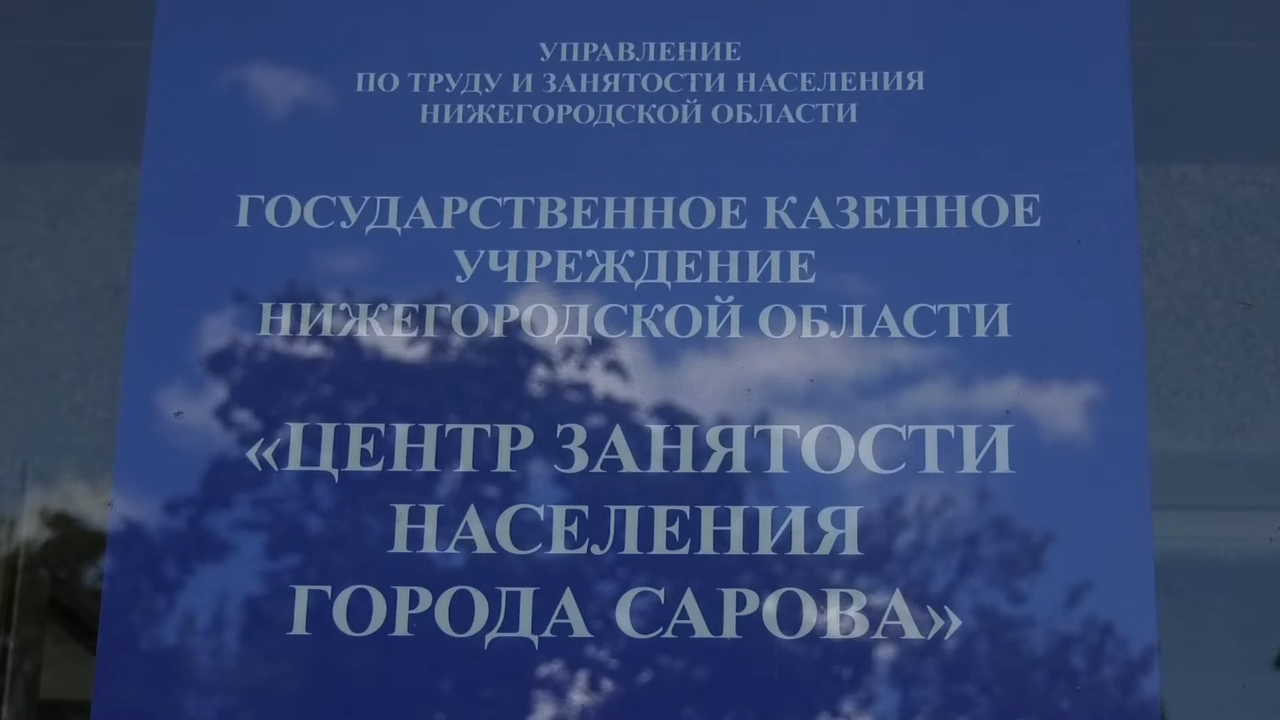 УПРАВЛЕНИЕ
ПО ТРУДУ И ЗАНЯТОСТИ НАСЕЛЕНИЯ
НИЖЕГОРОДСКОЙ ОБЛАСТИ
ГОСУДАРСТВЕННОЕ КАЗЕННОЕ
УЧРЕЖДЕНИЕ
НИЖЕГОРОДСКОЙ ОБЛАСТИ
«ЦЕНТР ЗАНЯТОСТИ
НАСЕЛЕНИЯ
ГОРОДА САРОВА»